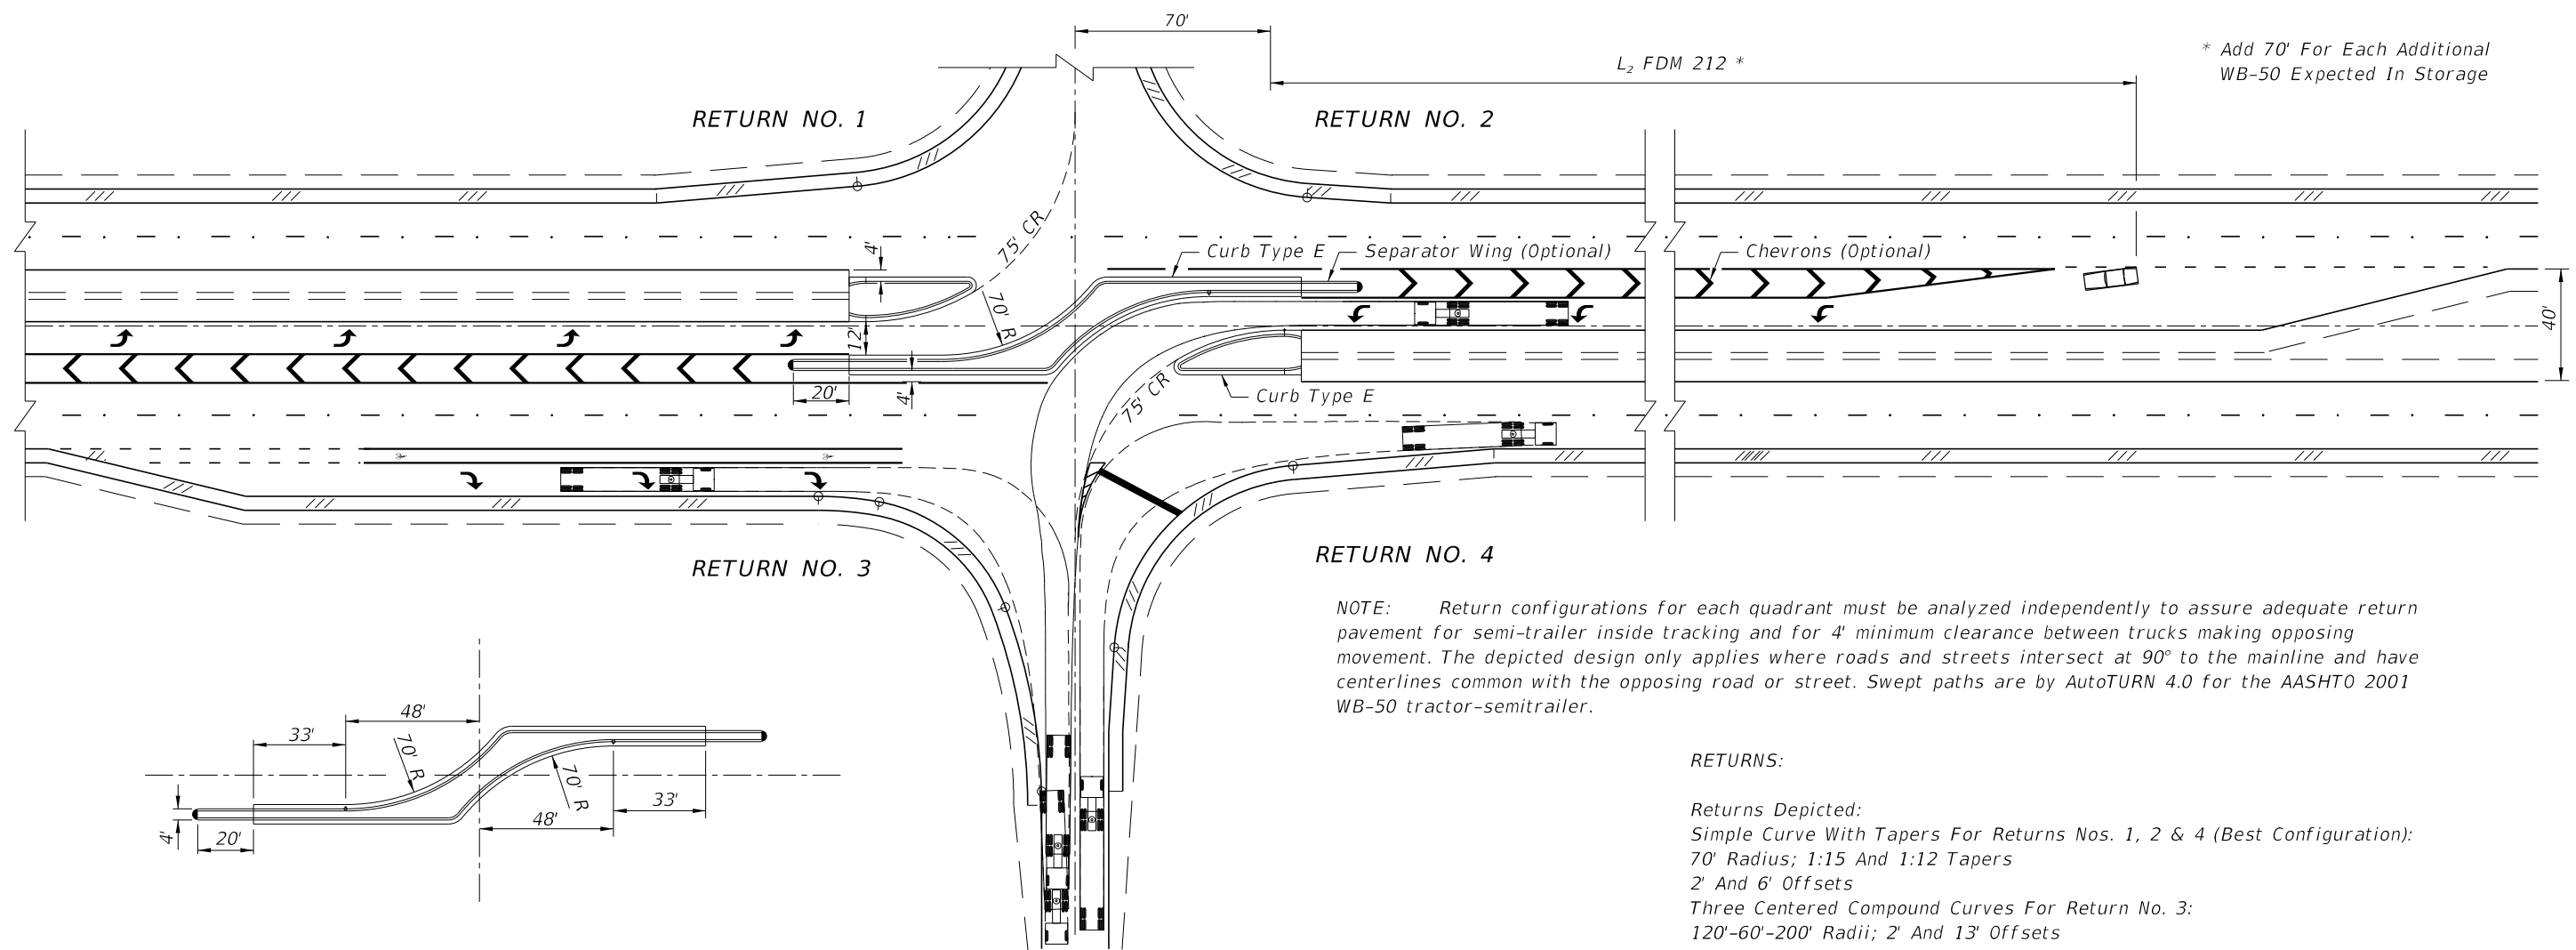 70'
L2 FDM 212 *
* Add 70' For Each Additional
WB-50 Expected In Storage
RETURN NO. 1
RETURN NO. 2
75' CR
4'
Curb Type E
Separator Wing (Optional)
Chevrons (Optional)
70' R
12'
40'
20'
4'
75' CR
Curb Type E
RETURN NO. 3
RETURN NO. 4
NOTE: Return configurations for each quadrant must be analyzed independently to assure adequate return
pavement for semi-trailer inside tracking and for 4' minimum clearance between trucks making opposing
movement. The depicted design only applies where roads and streets intersect at 90° to the mainline and have
centerlines common with the opposing road or street. Swept paths are by AutoTURN 4.0 for the AASHTO 2001
WB-50 tractor-semitrailer.
48'
33'
70' R
70' R
33'
48'
4'
20'
RETURNS:
Returns Depicted:
Simple Curve With Tapers For Returns Nos. 1, 2 & 4 (Best Configuration):
70' Radius; 1:15 And 1:12 Tapers
2' And 6' Offsets
Three Centered Compound Curves For Return No. 3:
120'-60'-200' Radii; 2' And 13' Offsets